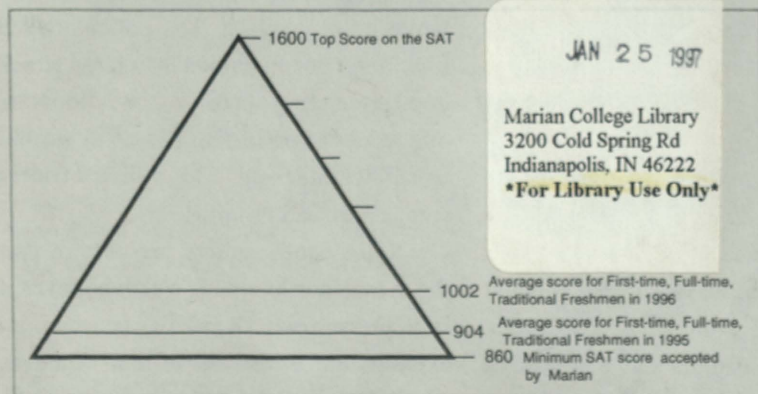 1600 Top Score on the SAT
JAN 25 1997
Marian College Library
3200 Cold Spring Rd
Indianapolis, IN 46222
*For Library Use Only*
1002 Average score for First-time, Full-time,
Traditional Freshmen in 1996
904 Average score for First-time, Full-time,
Traditional Freshmen in 1995
860 Minimum SAT score accepted
by Marian